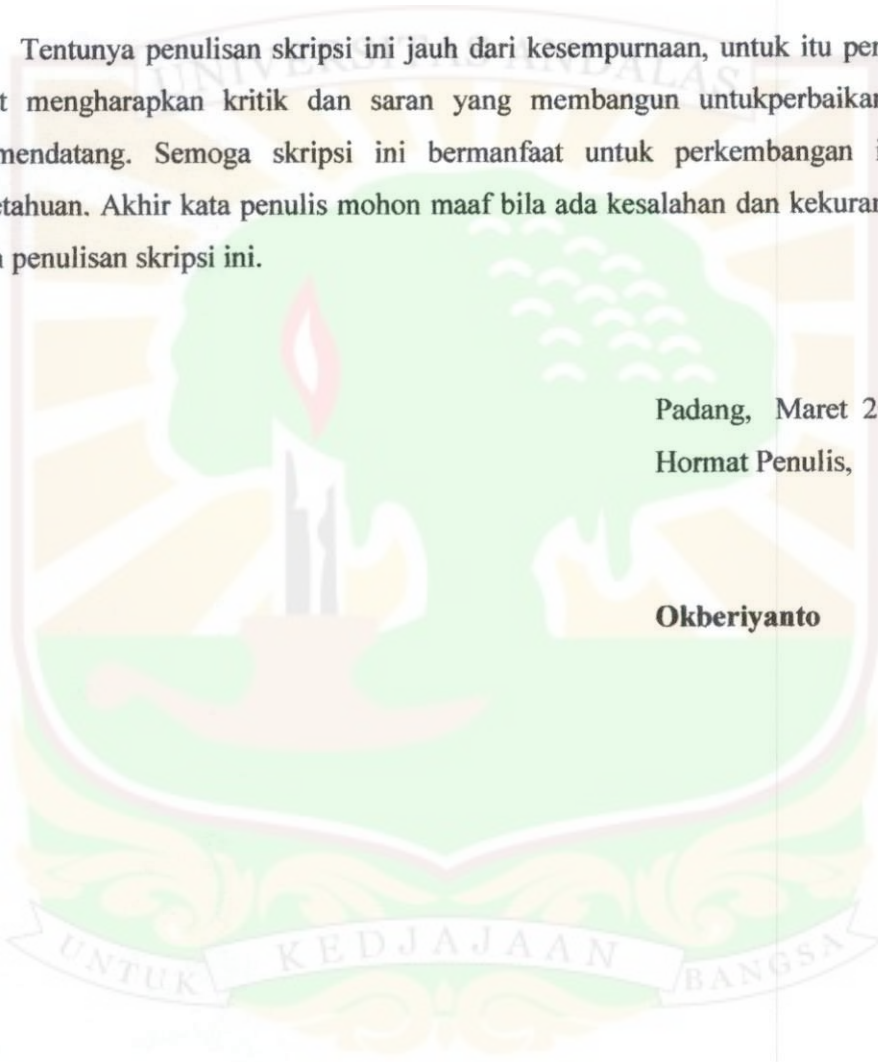 UNIVERSITAS ANDALAS
Tentunya penulisan skripsi ini jauh dari kesempurnaan, untuk itu per
t mengharapkan kritik dan saran yang membangun untukperbaikan
mendatang. Semoga skripsi ini bermanfaat untuk perkembangan i
etahuan. Akhir kata penulis mohon maaf bila ada kesalahan dan kekuran
penulisan skripsi ini.
Padang, Maret 2
Hormat Penulis,
Okberiyanto
UNTUK KEDJAJAAN BANGSA